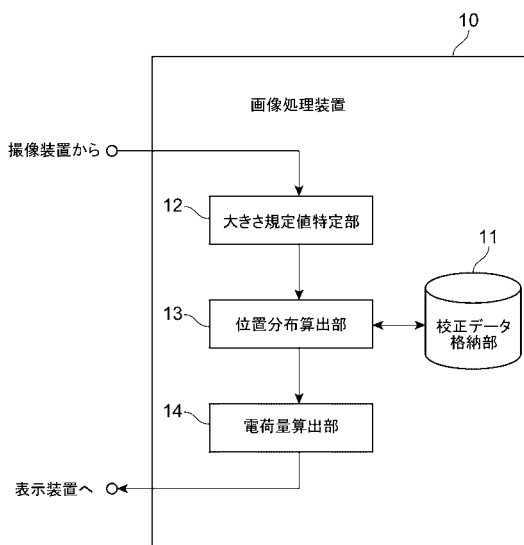 10
画像処理装置
撮像装置から
12
大きさ規定値特定部
11
13
位置分布算出部
校正データ
格納部
14
電荷量算出部
表示装置へ